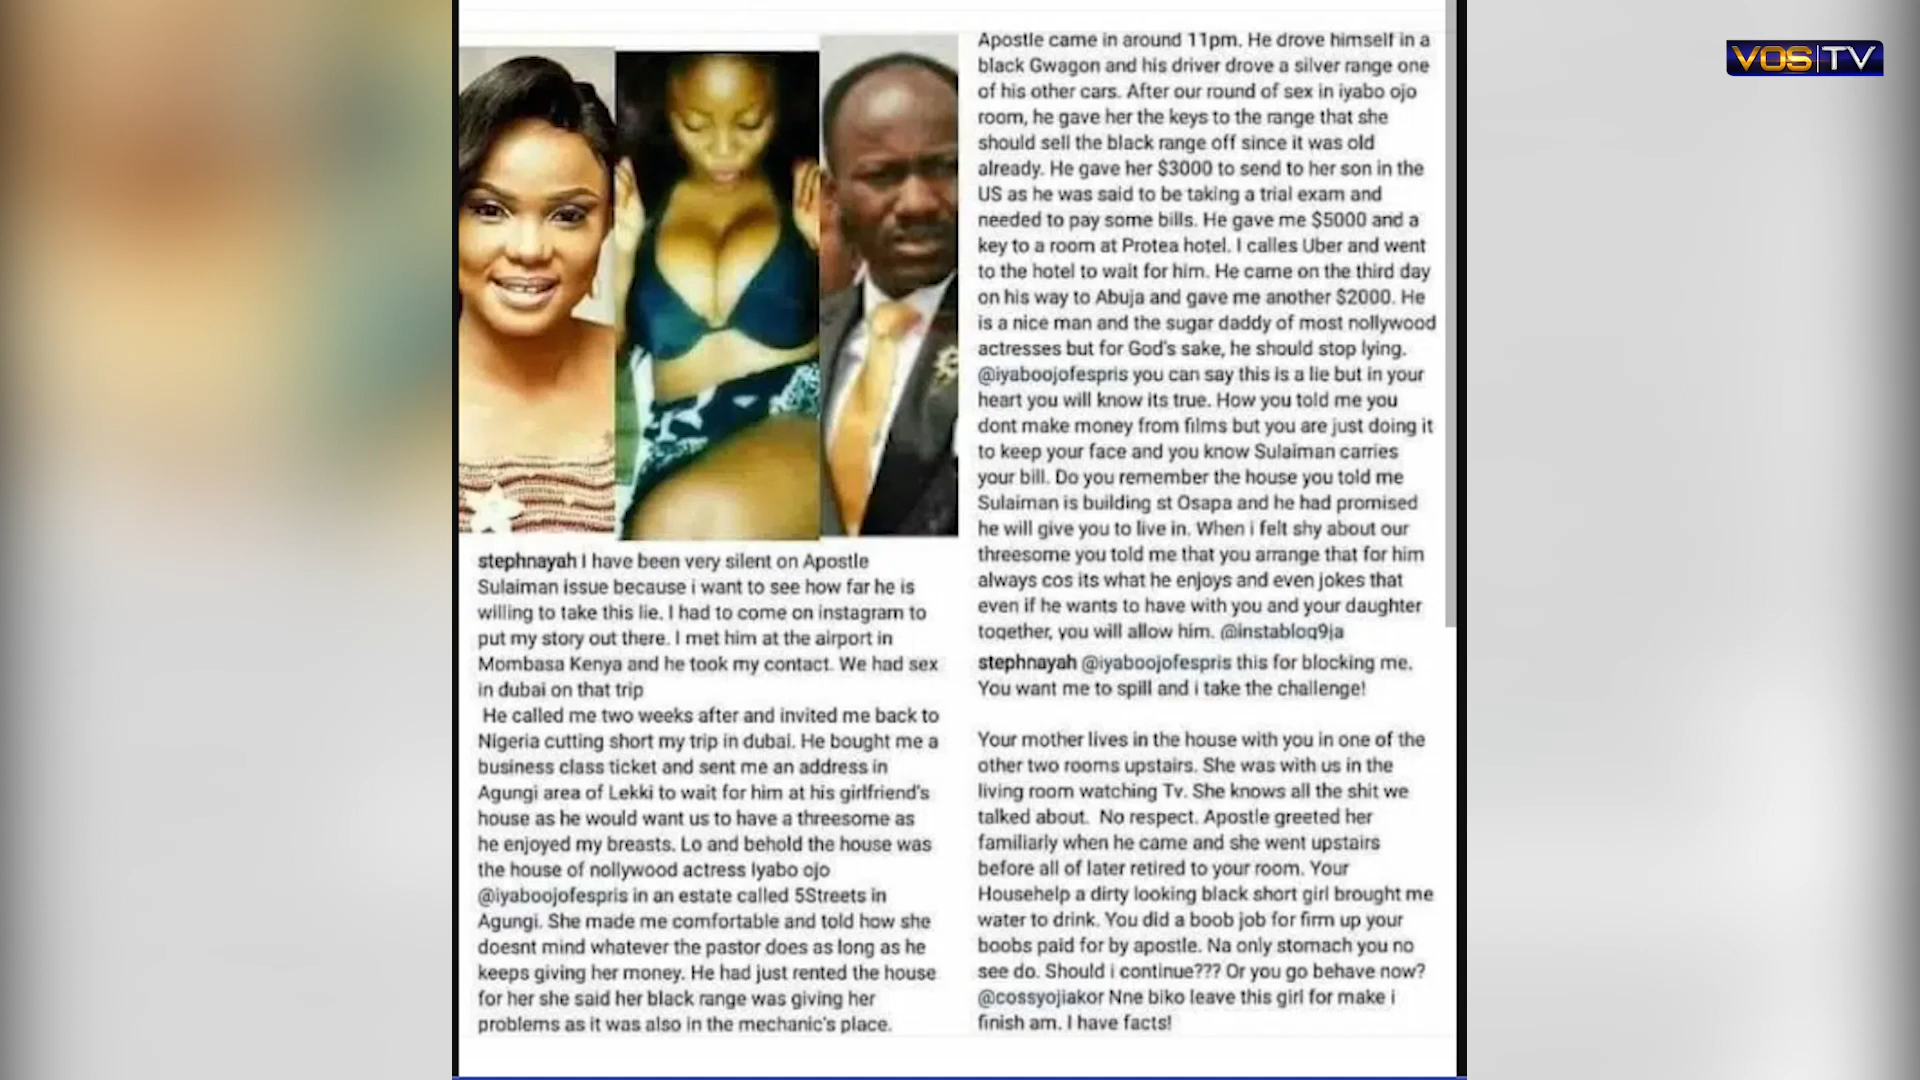 VOS|TV
stephnayah I have been very silent on Apostle
Sulaiman issue because i want to see how far he is
willing to take this lie. I had to come on instagram to
put my story out there. I met him at the airport in
Mombasa Kenya and he took my contact. We had sex
in dubai on that trip
He called me two weeks after and invited me back to
Nigeria cutting short my trip in dubai. He bought me a
business class ticket and sent me an address in
Agungi area of Lekki to wait for him at his girlfriend's
house as he would want us to have a threesome as
he enjoyed my breasts. Lo and behold the house was
the house of nollywood actress Iyabo ojo
@iyaboojofespris in an estate called 5Streets in
Agungi. She made me comfortable and told how she
doesnt mind whatever the pastor does as long as he
keeps giving her money. He had just rented the house
for her she said her black range was giving her
problems as it was also in the mechanic's place.
Apostle came in around 11pm. He drove himself in a
black Gwagon and his driver drove a silver range one
of his other cars. After our round of sex in iyabo ojo
room, he gave her the keys to the range that she
should sell the black range off since it was old
already. He gave her $3000 to send to her son in the
US as he was said to be taking a trial exam and
needed to pay some bills. He gave me $5000 and a
key to a room at Protea hotel. I calles Uber and went
to the hotel to wait for him. He came on the third day
on his way to Abuja and gave me another $2000. He
is a nice man and the sugar daddy of most nollywood
actresses but for God's sake, he should stop lying.
@iyaboojofespris you can say this is a lie but in your
heart you will know its true. How you told me you
dont make money from films but you are just doing it
to keep your face and you know Sulaiman carries
your bill. Do you remember the house you told me
Sulaiman is building st Osapa and he had promised
he will give you to live in. When i felt shy about our
threesome you told me that you arrange that for him
always cos its what he enjoys and even jokes that
even if he wants to have with you and your daughter
together, you will allow him. @instablog9ja
stephnayah @iyaboojofespris this for blocking me.
You want me to spill and i take the challenge!
Your mother lives in the house with you in one of the
other two rooms upstairs. She was with us in the
living room watching Tv. She knows all the shit we
talked about. No respect. Apostle greeted her
familiarly when he came and she went upstairs
before all of later retired to your room. Your
Househelp a dirty looking black short girl brought me
water to drink. You did a boob job for firm up your
boobs paid for by apostle. Na only stomach you no
see do. Should i continue??? Or you go behave now?
@cossyojiakor Nne biko leave this girl for make i
finish am. I have facts!